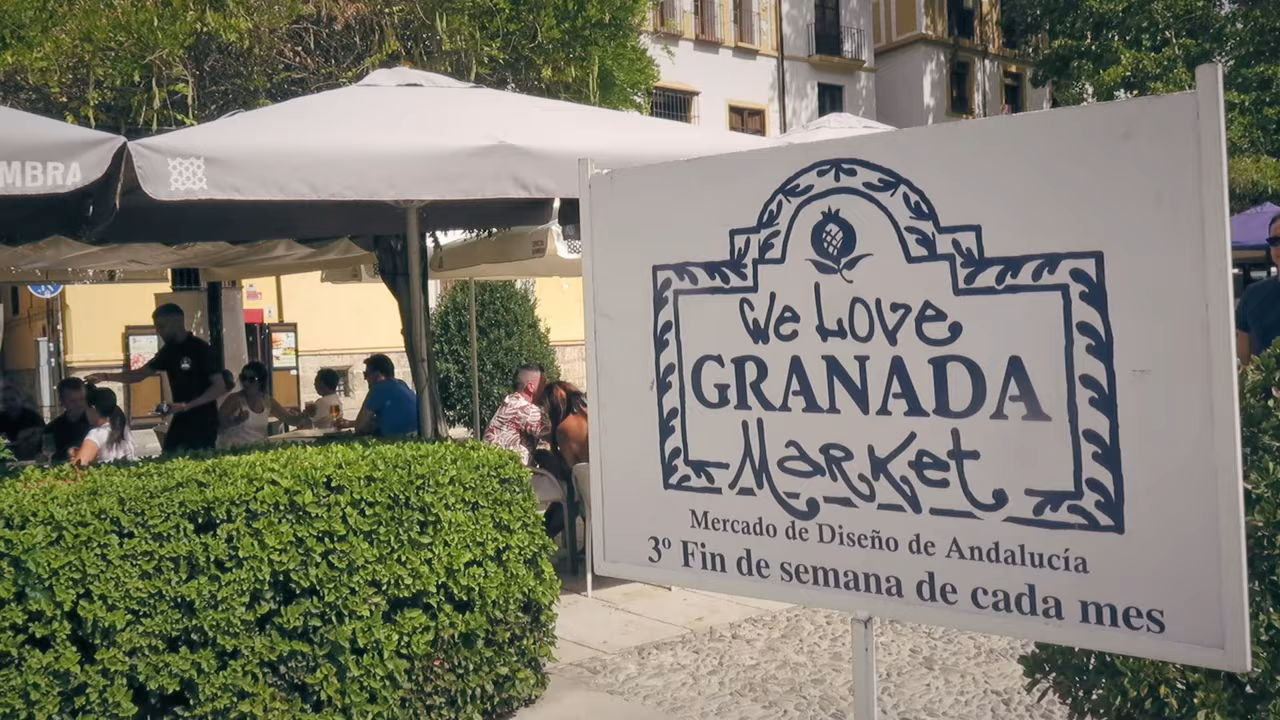 MBRA
We Love
GRANADA
Market
Mercado de Diseño de Andalucía
3º Fin de semana de cada mes